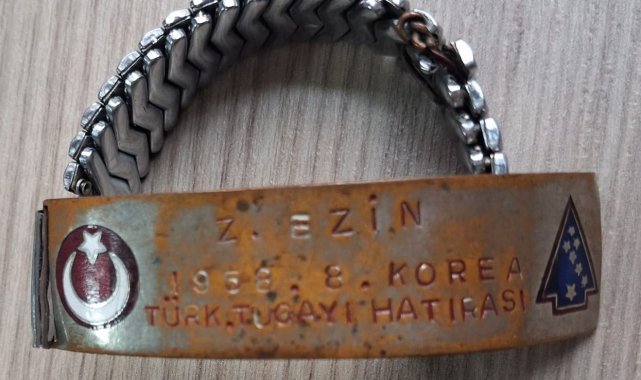 Z. EZİN
1958. 8. KOREA
TÜRK.TUGAYI HATIRASI